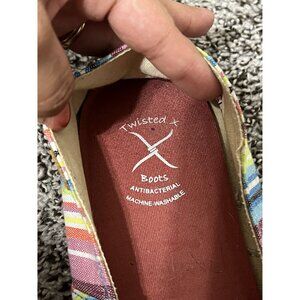 Twisted X
Boots
ANTIBACTERIAL
MACHINE-WASHABLE